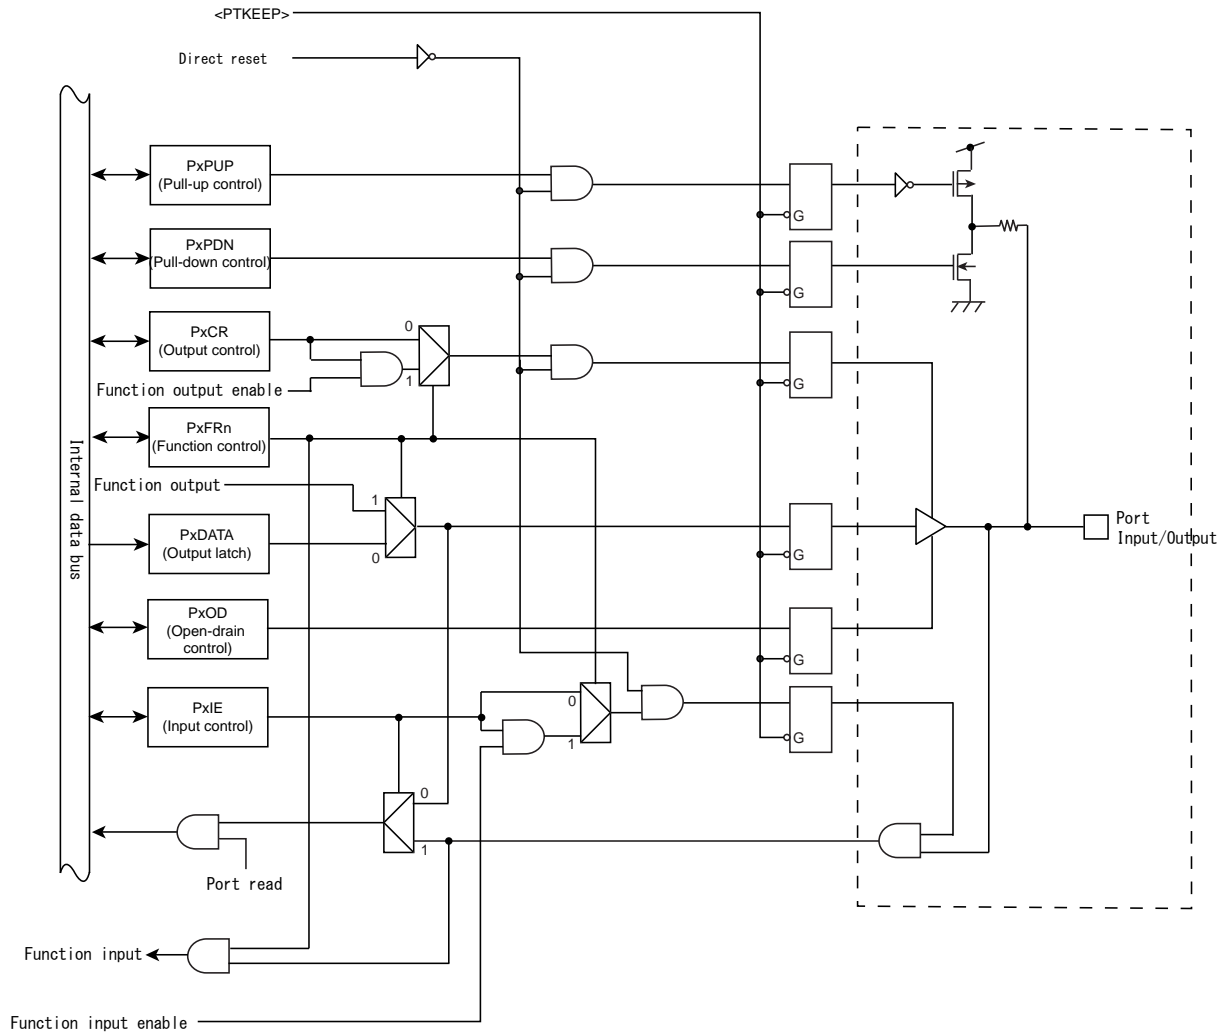 <PTKEEP>
Direct reset
PxPUP
(Pull-up control)
G
PxPDN
(Pull-down control)
G
PxCR
(Output control)
0
1
G
Function output enable
PxFRn
(Function control)
Internal data bus
Function output
1
PxDATA
(Output latch)
0
G
Port
Input/Output
PxOD
(Open-drain
control)
G
PxIE
(Input control)
0
1
G
0
1
Port read
Function input
Function input enable